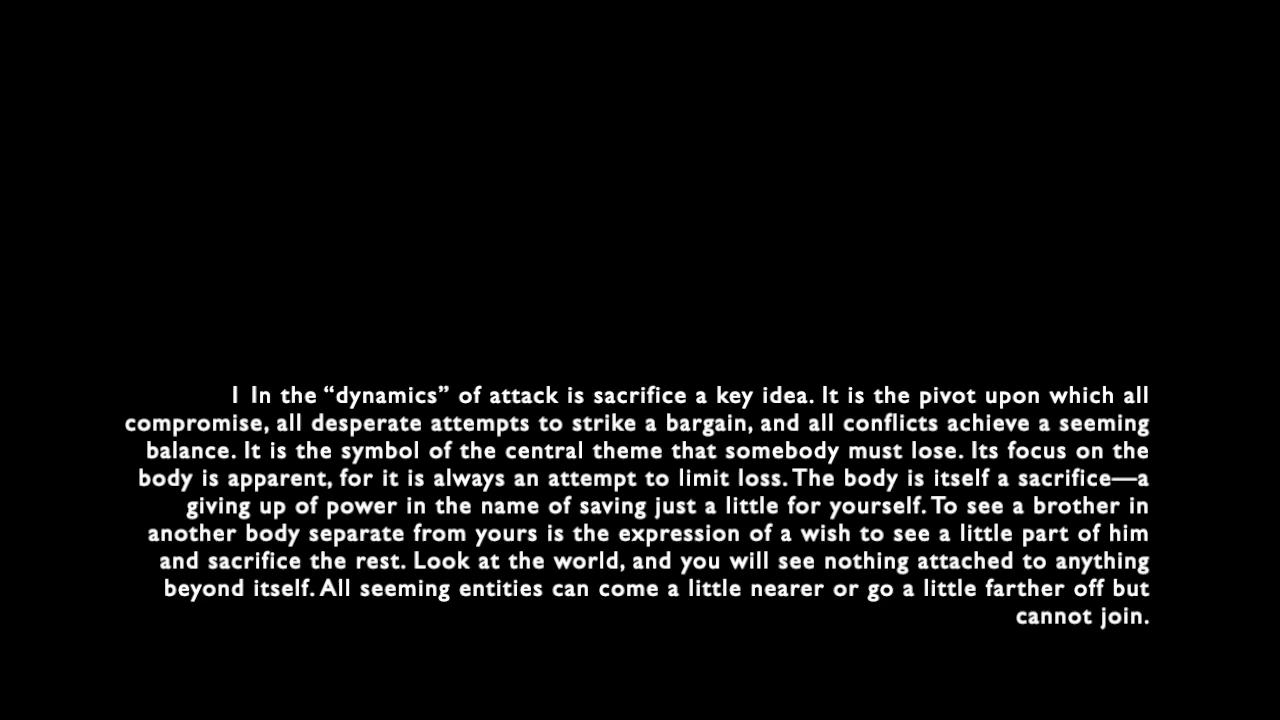 1 In the “dynamics” of attack is sacrifice a key idea. It is the pivot upon which all
compromise, all desperate attempts to strike a bargain, and all conflicts achieve a seeming
balance. It is the symbol of the central theme that somebody must lose. Its focus on the
body is apparent, for it is always an attempt to limit loss. The body is itself a sacrifice—a
giving up of power in the name of saving just a little for yourself. To see a brother in
another body separate from yours is the expression of a wish to see a little part of him
and sacrifice the rest. Look at the world, and you will see nothing attached to anything
beyond itself. All seeming entities can come a little nearer or go a little farther off but
cannot join.